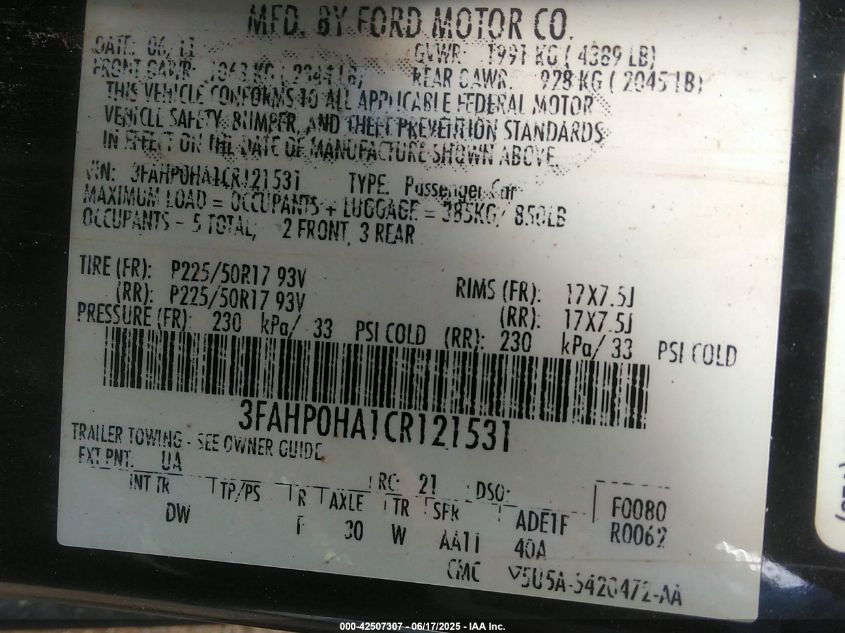 MFD. BY FORD MOTOR CO.
DATE: 06/11 GVWR: 1991 KG ( 4389 LB)
FRONT GAWR: 1063 KG ( 2344 LB) REAR GAWR: 928 KG ( 2045 LB)
THIS VEHICLE CONFORMS TO ALL APPLICABLE FEDERAL MOTOR
VEHICLE SAFETY, BUMPER, AND THEFT PREVENTION STANDARDS
IN EFFECT ON THE DATE OF MANUFACTURE SHOWN ABOVE
VIN: 3FAHP0HA1CR121531 TYPE: Passenger Car
MAXIMUM LOAD = OCCUPANTS + LUGGAGE = 385KG/ 850LB
OCCUPANTS - 5 TOTAL, 2 FRONT, 3 REAR
TIRE (FR): P225/50R17 93V RIMS (FR): 17X7.5J
(RR): P225/50R17 93V (RR): 17X7.5J
PRESSURE (FR): 230 kPa/ 33 PSI COLD (RR): 230 kPa/ 33 PSI COLD
3FAHP0HA1CR121531
TRAILER TOWING - SEE OWNER GUIDE
EXT PNT: UA RC: 21 DSO: F0080
INT TR TP/PS R AXLE TR SPR ADE1F R0062
DW 30 W AA11 40A
CMC 5U5A-5420472-AA
000-42507307 - 06/17/2025 - IAA Inc.